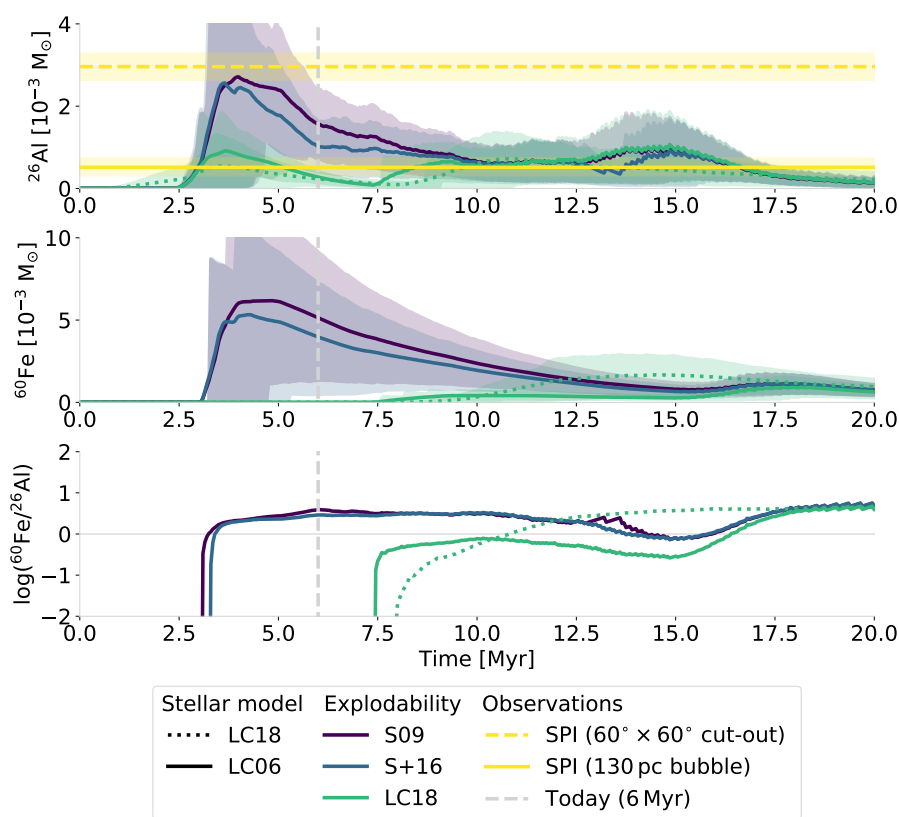 ²⁶Al [10⁻³ M☉]
4
2
0
0.0 2.5 5.0 7.5 10.0 12.5 15.0 17.5 20.0
⁶⁰Fe [10⁻³ M☉]
10
5
0
0.0 2.5 5.0 7.5 10.0 12.5 15.0 17.5 20.0
log(⁶⁰Fe/²⁶Al)
2
1
0
−1
−2
0.0 2.5 5.0 7.5 10.0 12.5 15.0 17.5 20.0
Time [Myr]
Stellar model Explodability Observations
LC18 S09 SPI (60° × 60° cut-out)
LC06 S+16 SPI (130 pc bubble)
LC18 Today (6 Myr)